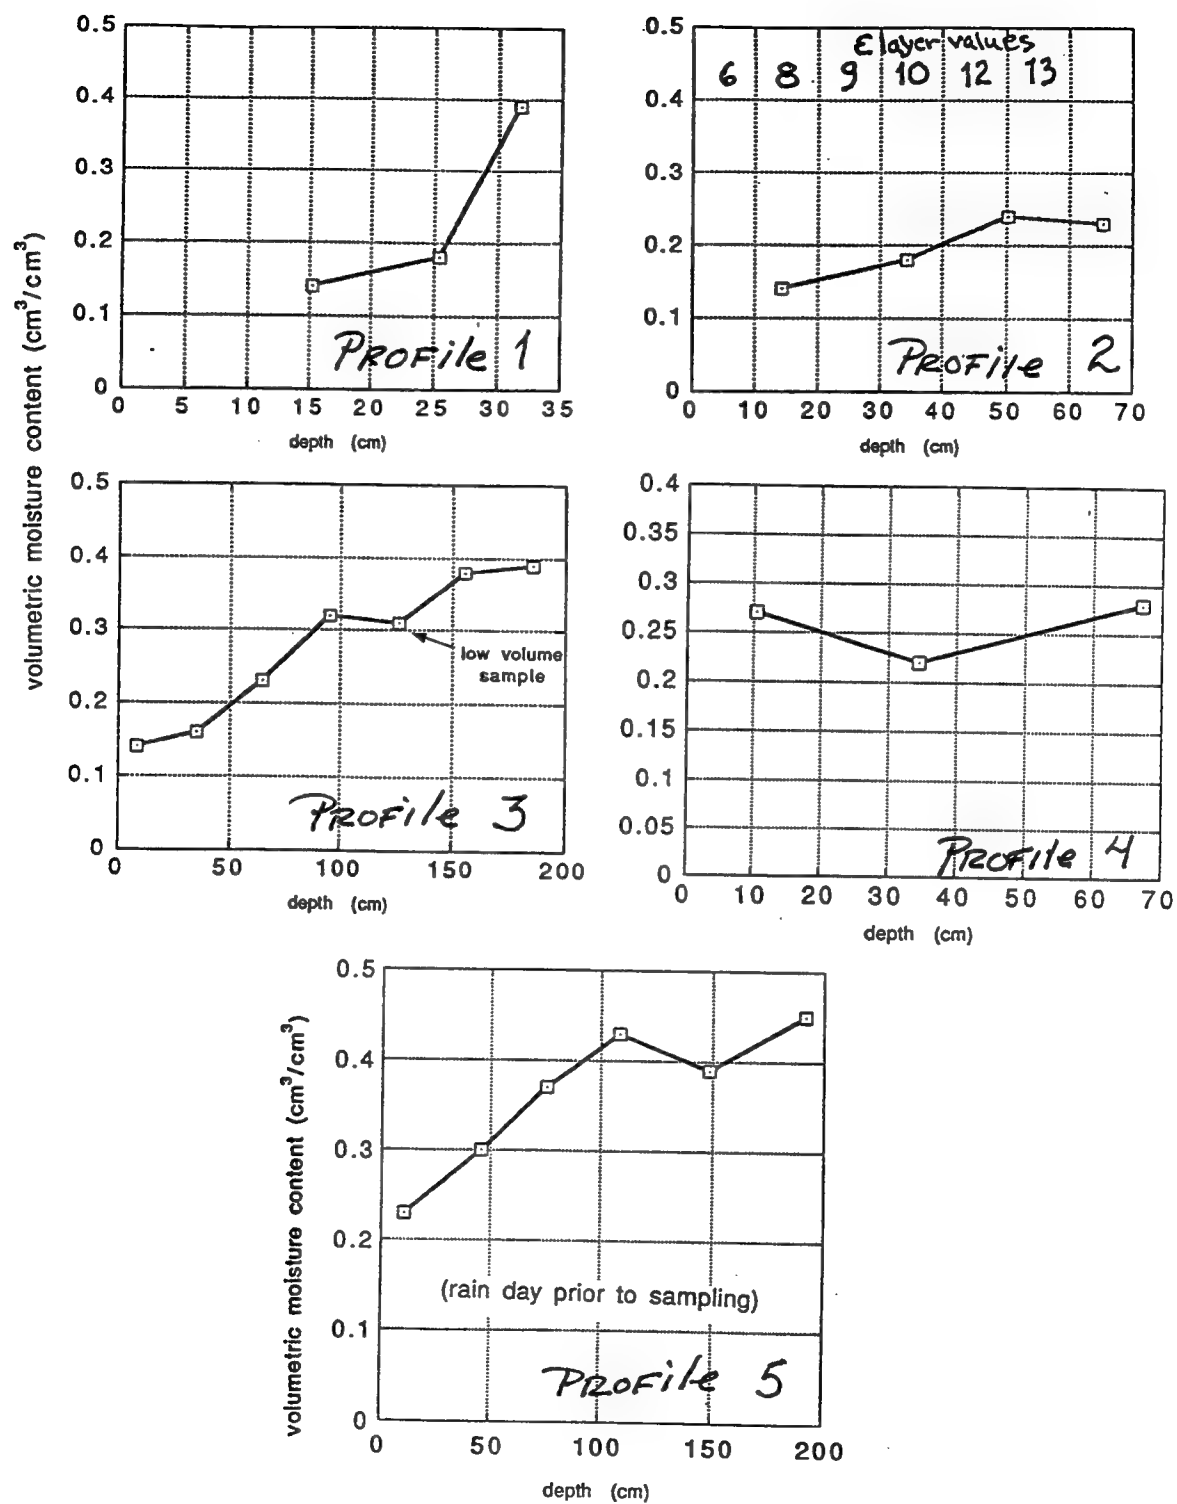 0.5
0.4
0.3
0.2
0.1
0
0 5 10 15 20 25 30 35
depth (cm)
PROFile 1
0.5
0.4
0.3
0.2
0.1
0
0 10 20 30 40 50 60 70
depth (cm)
ε layer values
6 8 9 10 12 13
PROFile 2
volumetric moisture content (cm³/cm³)
0.5
0.4
0.3
0.2
0.1
0
0 50 100 150 200
depth (cm)
low volume
sample
PROFile 3
0.4
0.35
0.3
0.25
0.2
0.15
0.1
0.05
0
0 10 20 30 40 50 60 70
depth (cm)
PROFile 4
volumetric moisture content (cm³/cm³)
0.5
0.4
0.3
0.2
0.1
0
0 50 100 150 200
depth (cm)
(rain day prior to sampling)
PROFile 5